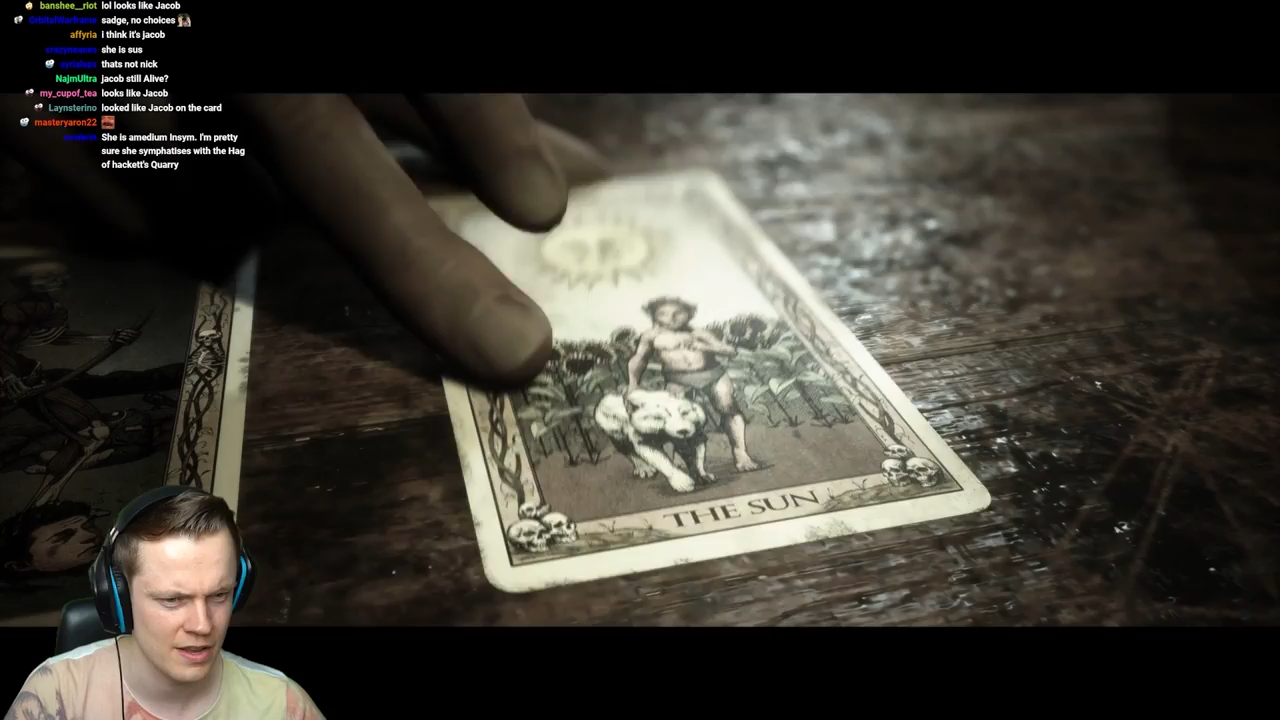 banshee__riot lol looks like Jacob
OrbitalWarframe sadge, no choices
affyria i think it's jacob
she is sus
thats not nick
NajmUltra jacob still Alive?
my_cupof_tea looks like Jacob
Laynsterino looked like Jacob on the card
masteryaron22
She is amedium Insym. I'm pretty
sure she symphatises with the Hag
of hackett's Quarry
THE SUN